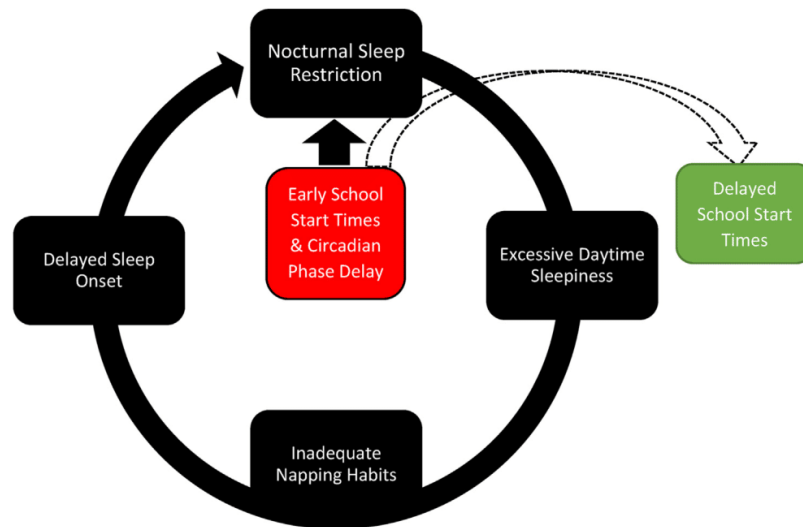 Nocturnal Sleep
Restriction
Early School
Start Times
& Circadian
Phase Delay
Delayed
School Start
Times
Delayed Sleep
Onset
Excessive Daytime
Sleepiness
Inadequate
Napping Habits